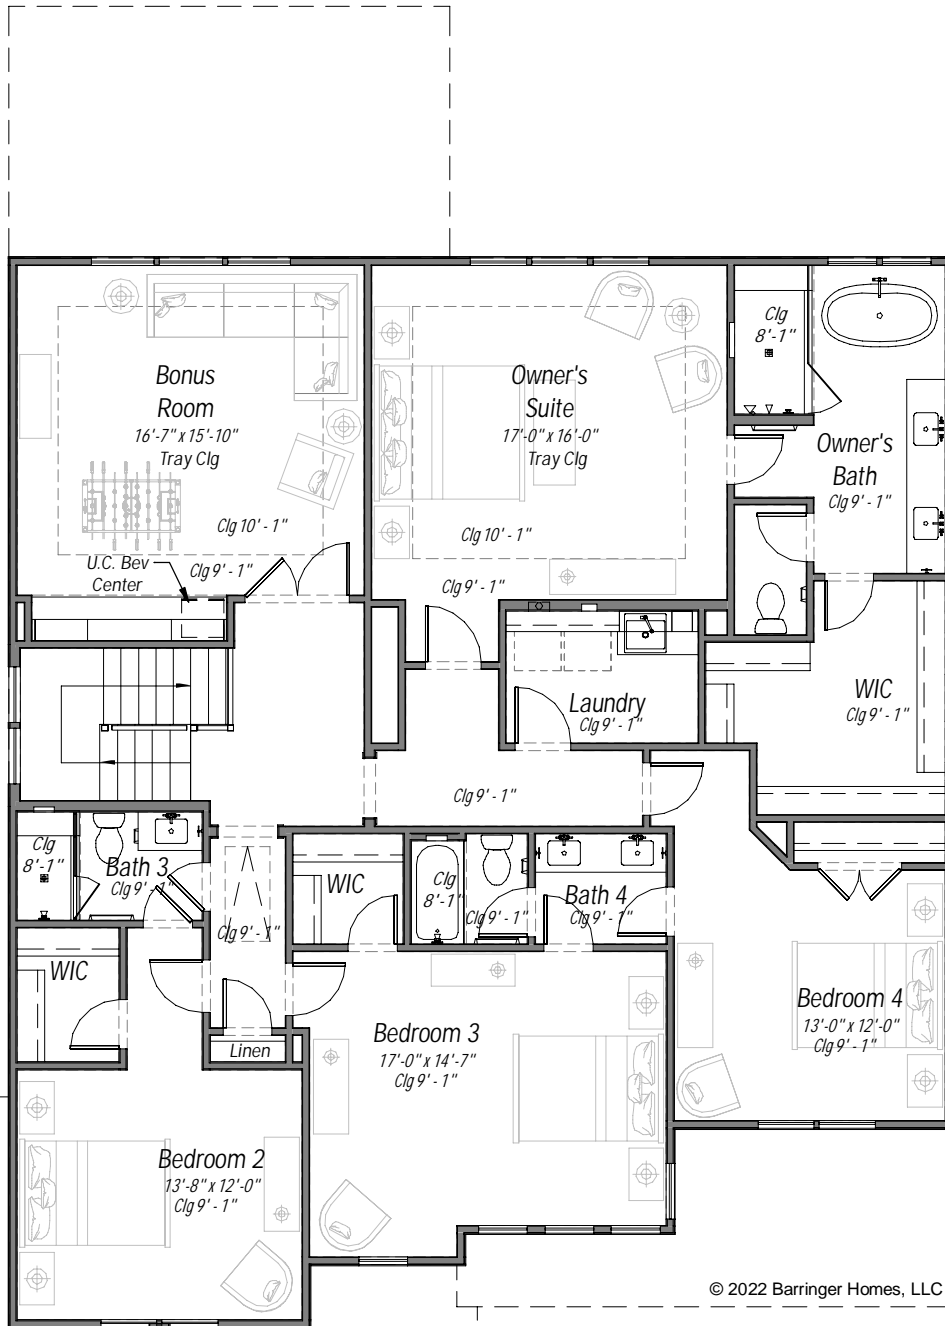 Bonus
Room
16'-7" x 15'-10"
Tray Clg
Clg 10' - 1"
Clg 9' - 1"
U.C. Bev
Center
Owner's
Suite
17'-0" x 16'-0"
Tray Clg
Clg 10' - 1"
Clg 9' - 1"
Clg
8'-1"
Owner's
Bath
Clg 9' - 1"
Laundry
Clg 9' - 1"
WIC
Clg 9' - 1"
Clg 9' - 1"
Clg
8'-1"
Bath 3
Clg 9' - 1"
Clg 9' - 1"
WIC
Clg
8'-1"
Clg 9' - 1"
Bath 4
Clg 9' - 1"
WIC
Linen
Bedroom 3
17'-0" x 14'-7"
Clg 9' - 1"
Bedroom 4
13'-0" x 12'-0"
Clg 9' - 1"
Bedroom 2
13'-8" x 12'-0"
Clg 9' - 1"
© 2022 Barringer Homes, LLC